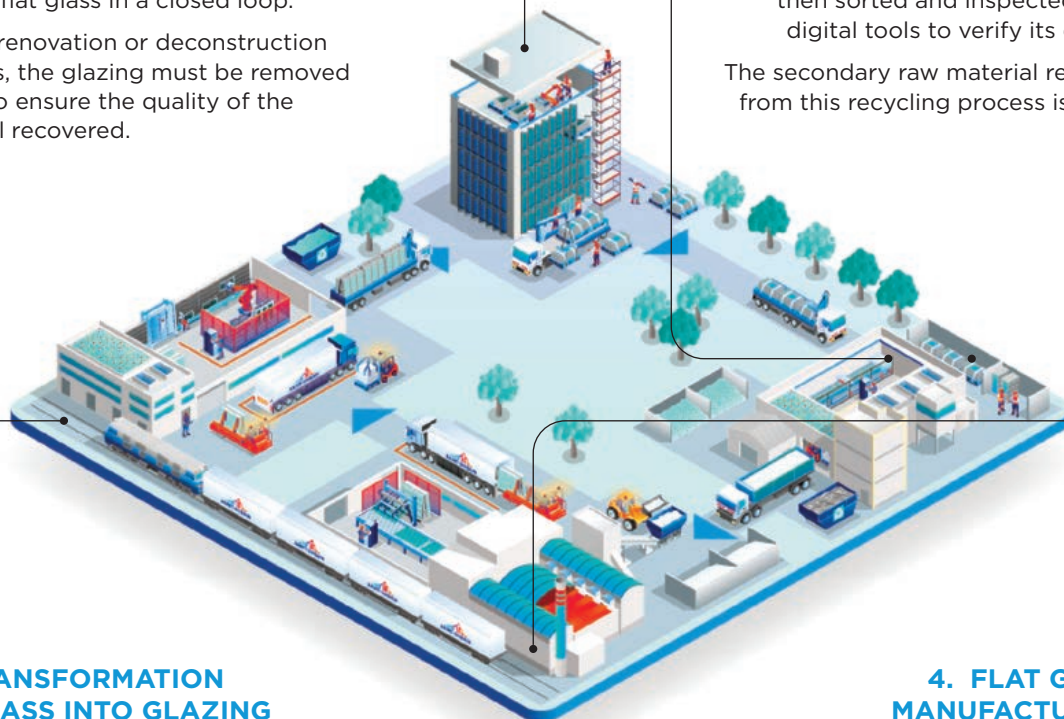 flat glass in a closed loop.
renovation or deconstruction
, the glazing must be removed
o ensure the quality of the
recovered.
then sorted and inspected
digital tools to verify its
The secondary raw material re
from this recycling process is
ANSFORMATION
ASS INTO GLAZING
4. FLAT G
MANUFACTU